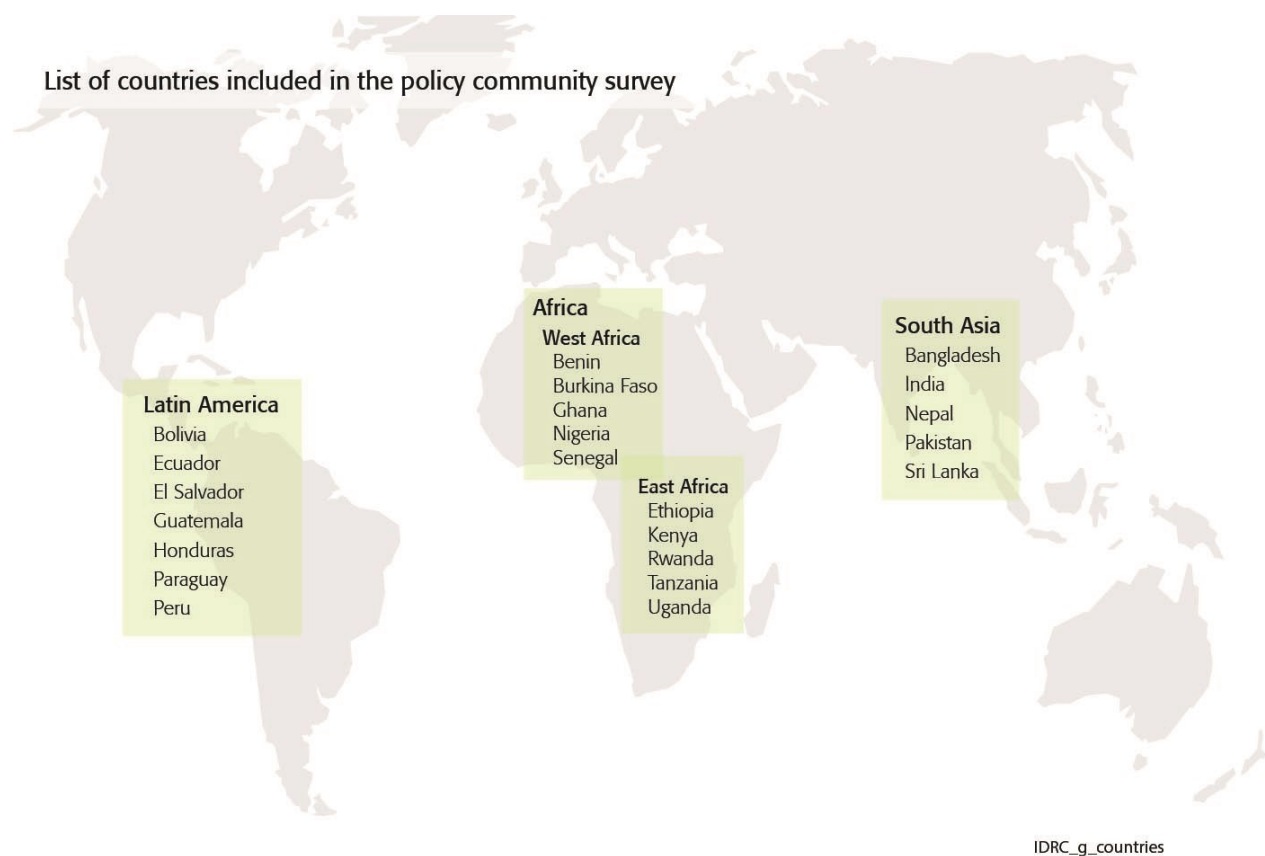 List of countries included in the policy community survey
Latin America
Bolivia
Ecuador
El Salvador
Guatemala
Honduras
Paraguay
Peru
Africa
West Africa
Benin
Burkina Faso
Ghana
Nigeria
Senegal
East Africa
Ethiopia
Kenya
Rwanda
Tanzania
Uganda
South Asia
Bangladesh
India
Nepal
Pakistan
Sri Lanka
IDRC_g_countries